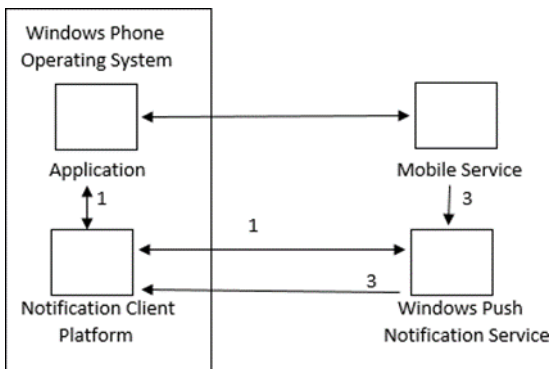 Windows Phone
Operating System
Application
Mobile Service
1
3
1
3
Notification Client
Platform
Windows Push
Notification Service